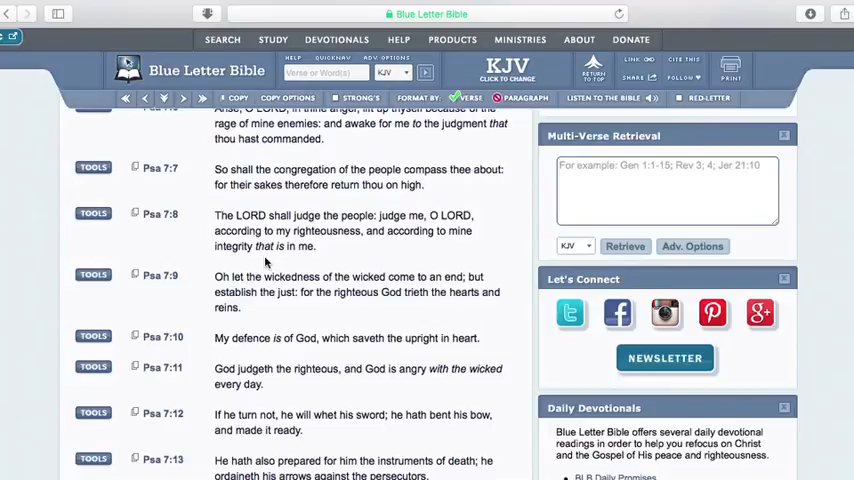 Blue Letter Bible
SEARCH STUDY DEVOTIONALS HELP PRODUCTS MINISTRIES ABOUT DONATE
Blue Letter Bible
HELP QUICKNAV ADV. OPTIONS
Verse or Word(s) KJV
KJV
CLICK TO CHANGE
RETURN TO TOP
LINK CITE THIS
SHARE FOLLOW
PRINT
COPY COPY OPTIONS STRONG'S FORMAT BY: VERSE PARAGRAPH LISTEN TO THE BIBLE RED-LETTER
rage of mine enemies: and awake for me to the judgment that
thou hast commanded.
TOOLS Psa 7:7 So shall the congregation of the people compass thee about:
for their sakes therefore return thou on high.
TOOLS Psa 7:8 The LORD shall judge the people: judge me, O LORD,
according to my righteousness, and according to mine
integrity that is in me.
TOOLS Psa 7:9 Oh let the wickedness of the wicked come to an end; but
establish the just: for the righteous God trieth the hearts and
reins.
TOOLS Psa 7:10 My defence is of God, which saveth the upright in heart.
TOOLS Psa 7:11 God judgeth the righteous, and God is angry with the wicked
every day.
TOOLS Psa 7:12 If he turn not, he will whet his sword; he hath bent his bow,
and made it ready.
TOOLS Psa 7:13 He hath also prepared for him the instruments of death; he
ordaineth his arrows against the persecutors.
Multi-Verse Retrieval
For example: Gen 1:1-15; Rev 3; 4; Jer 21:10
KJV Retrieve Adv. Options
Let's Connect
NEWSLETTER
Daily Devotionals
Blue Letter Bible offers several daily devotional
readings in order to help you refocus on Christ
and the Gospel of His peace and righteousness.
BLB Daily Promises